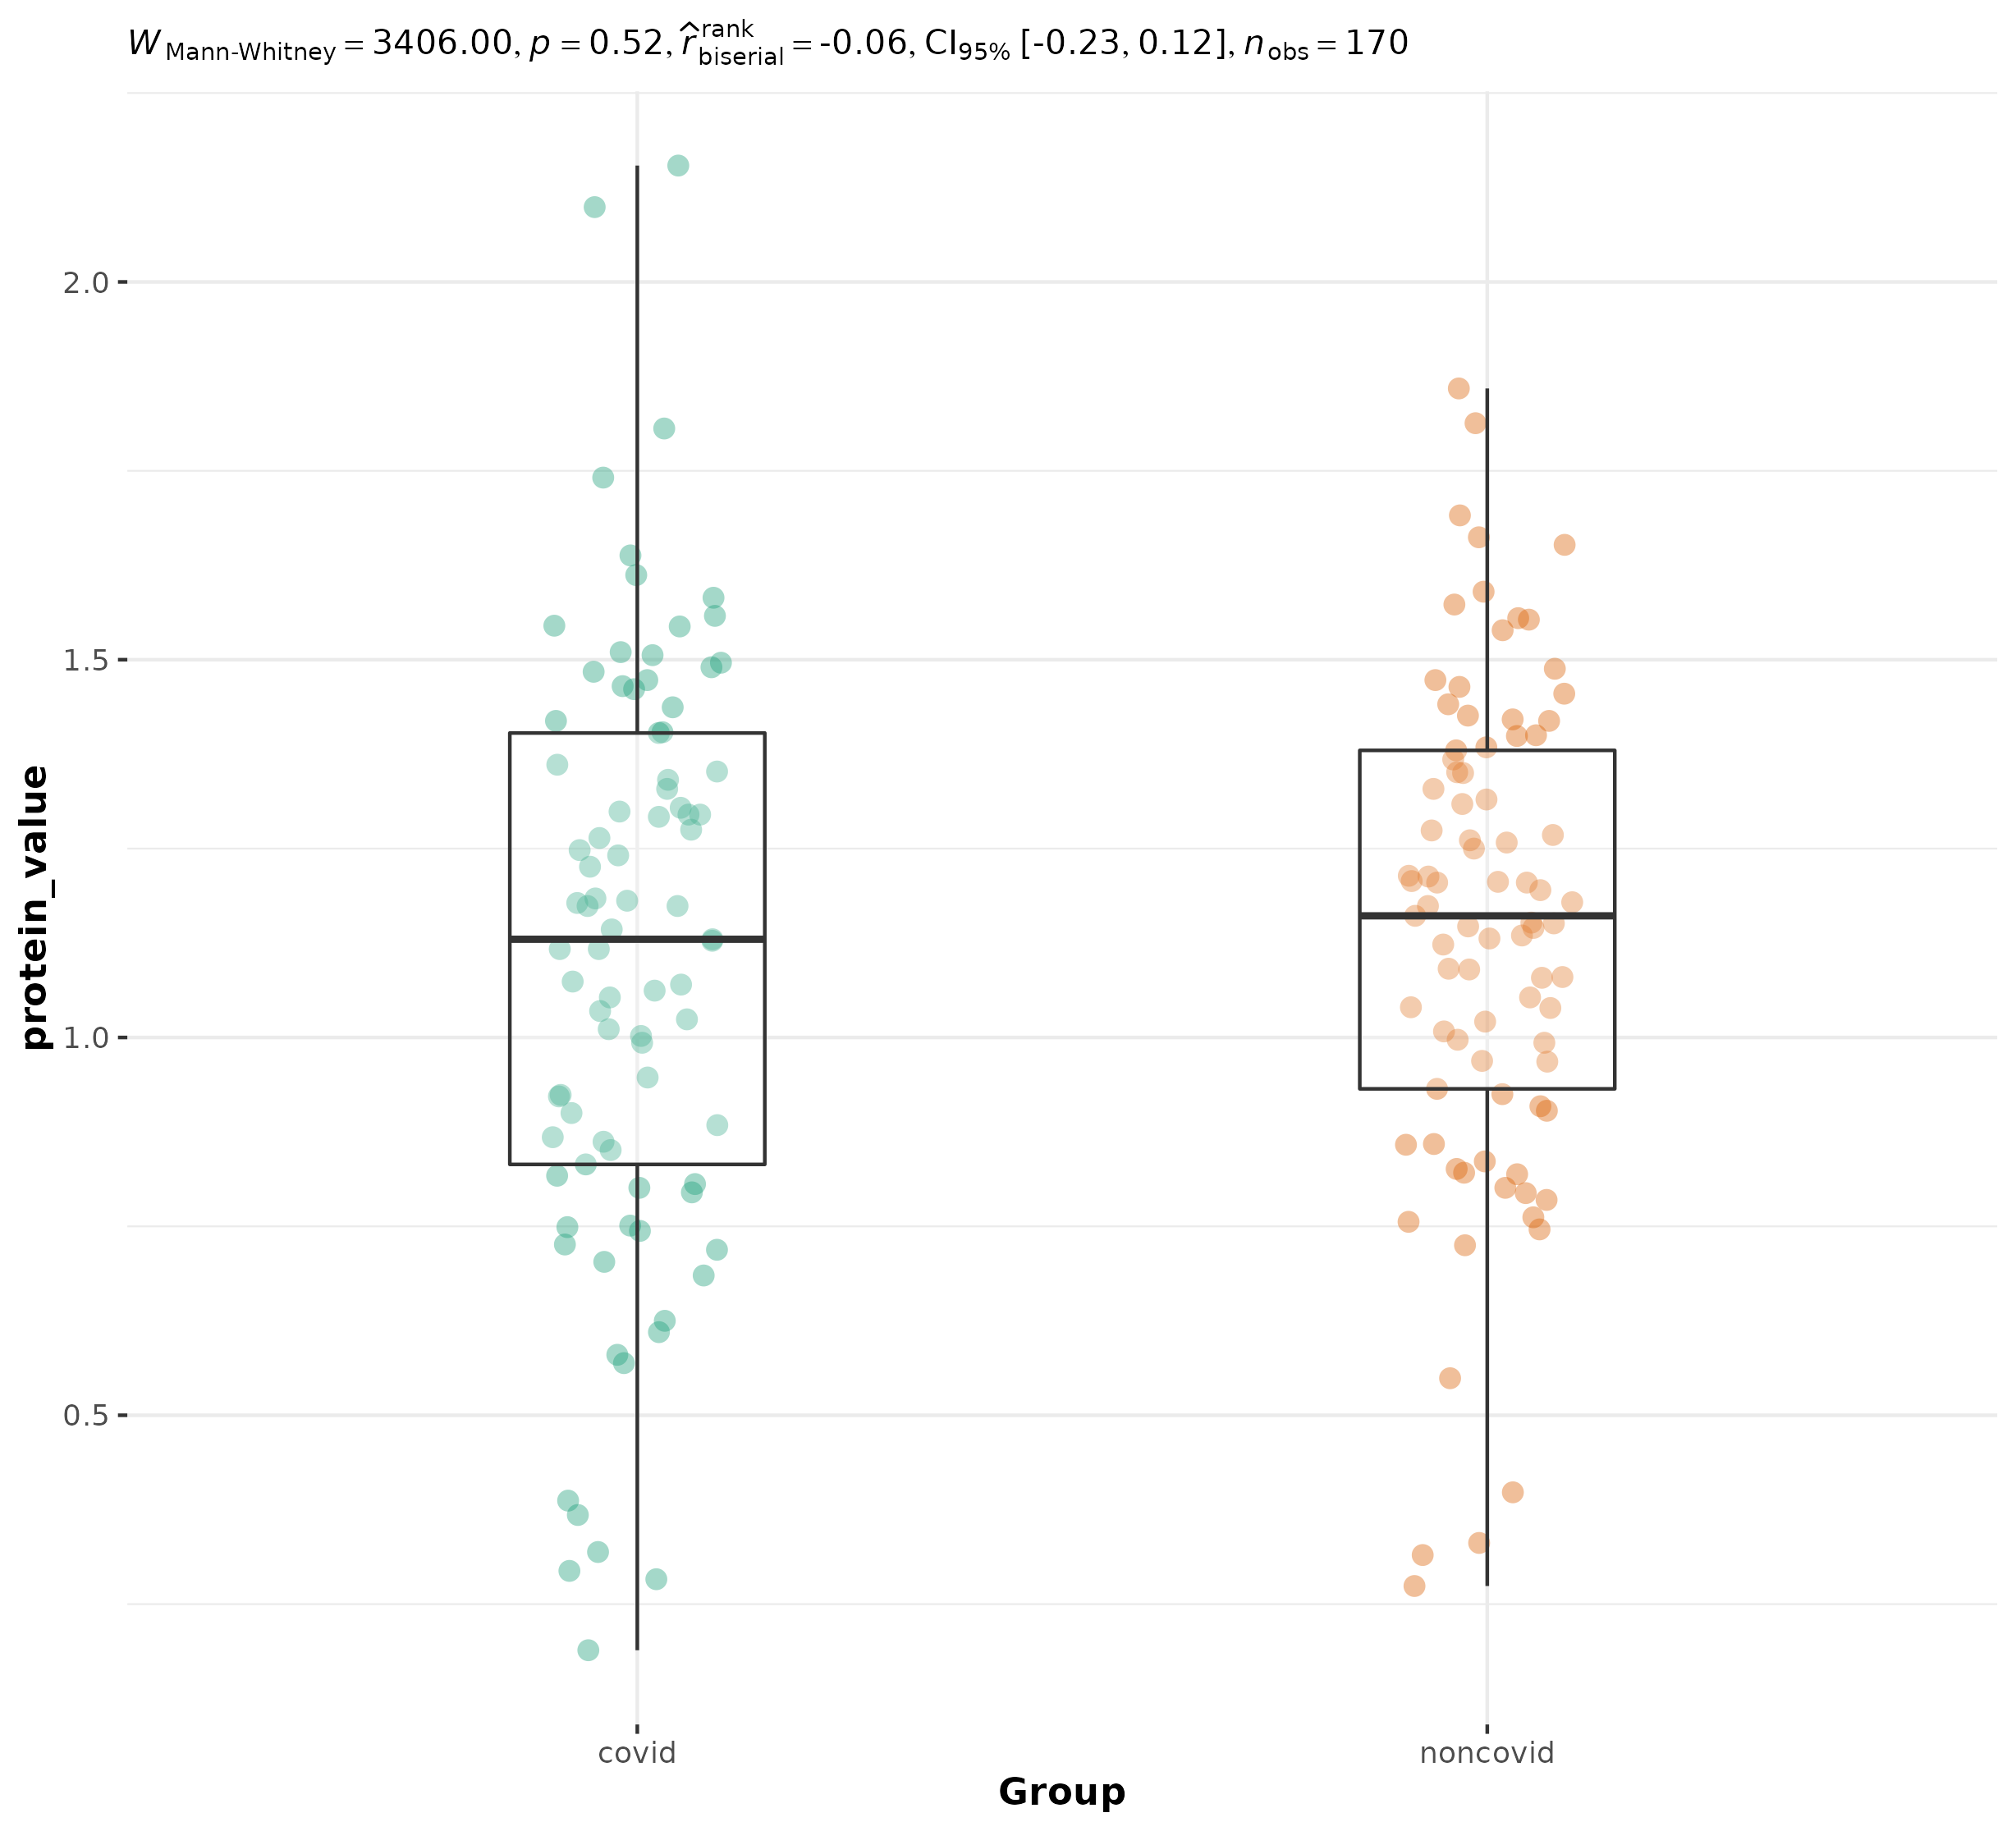 W Mann-Whitney = 3406.00, p = 0.52, r̂ rank biserial = -0.06, CI95% [-0.23, 0.12], n obs = 170
protein_value
2.0
1.5
1.0
0.5
covid noncovid
Group